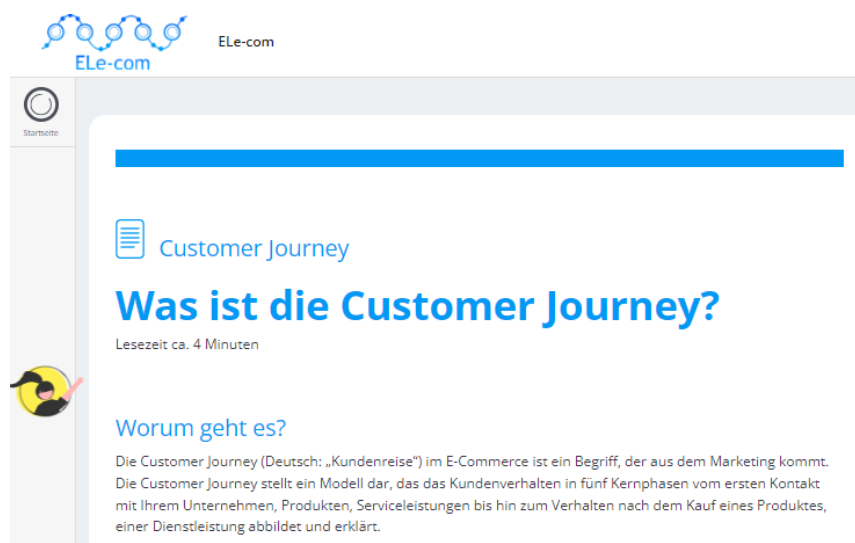 ELe-com
ELe-com
Startseite
Customer Journey
Was ist die Customer Journey?
Lesezeit ca. 4 Minuten
Worum geht es?
Die Customer Journey (Deutsch: „Kundenreise“) im E-Commerce ist ein Begriff, der aus dem Marketing kommt.
Die Customer Journey stellt ein Modell dar, das das Kundenverhalten in fünf Kernphasen vom ersten Kontakt
mit Ihrem Unternehmen, Produkten, Serviceleistungen bis hin zum Verhalten nach dem Kauf eines Produktes,
einer Dienstleistung abbildet und erklärt.